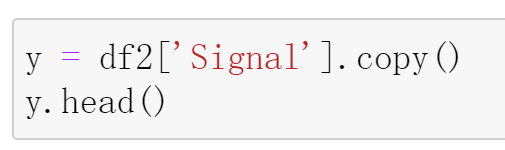 y = df2['Signal'].copy()
y.head()